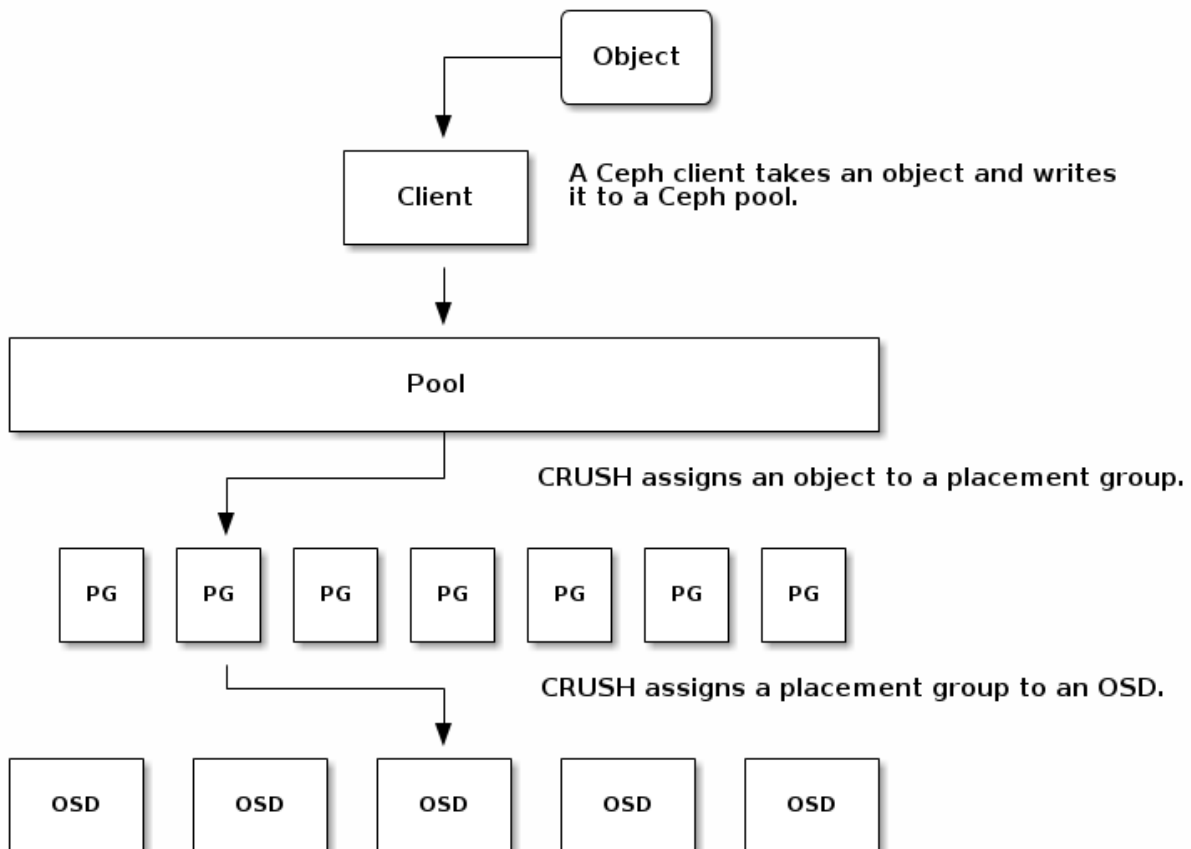 Object
Client
A Ceph client takes an object and writes
it to a Ceph pool.
Pool
CRUSH assigns an object to a placement group.
PG PG PG PG PG PG PG
CRUSH assigns a placement group to an OSD.
OSD OSD OSD OSD OSD